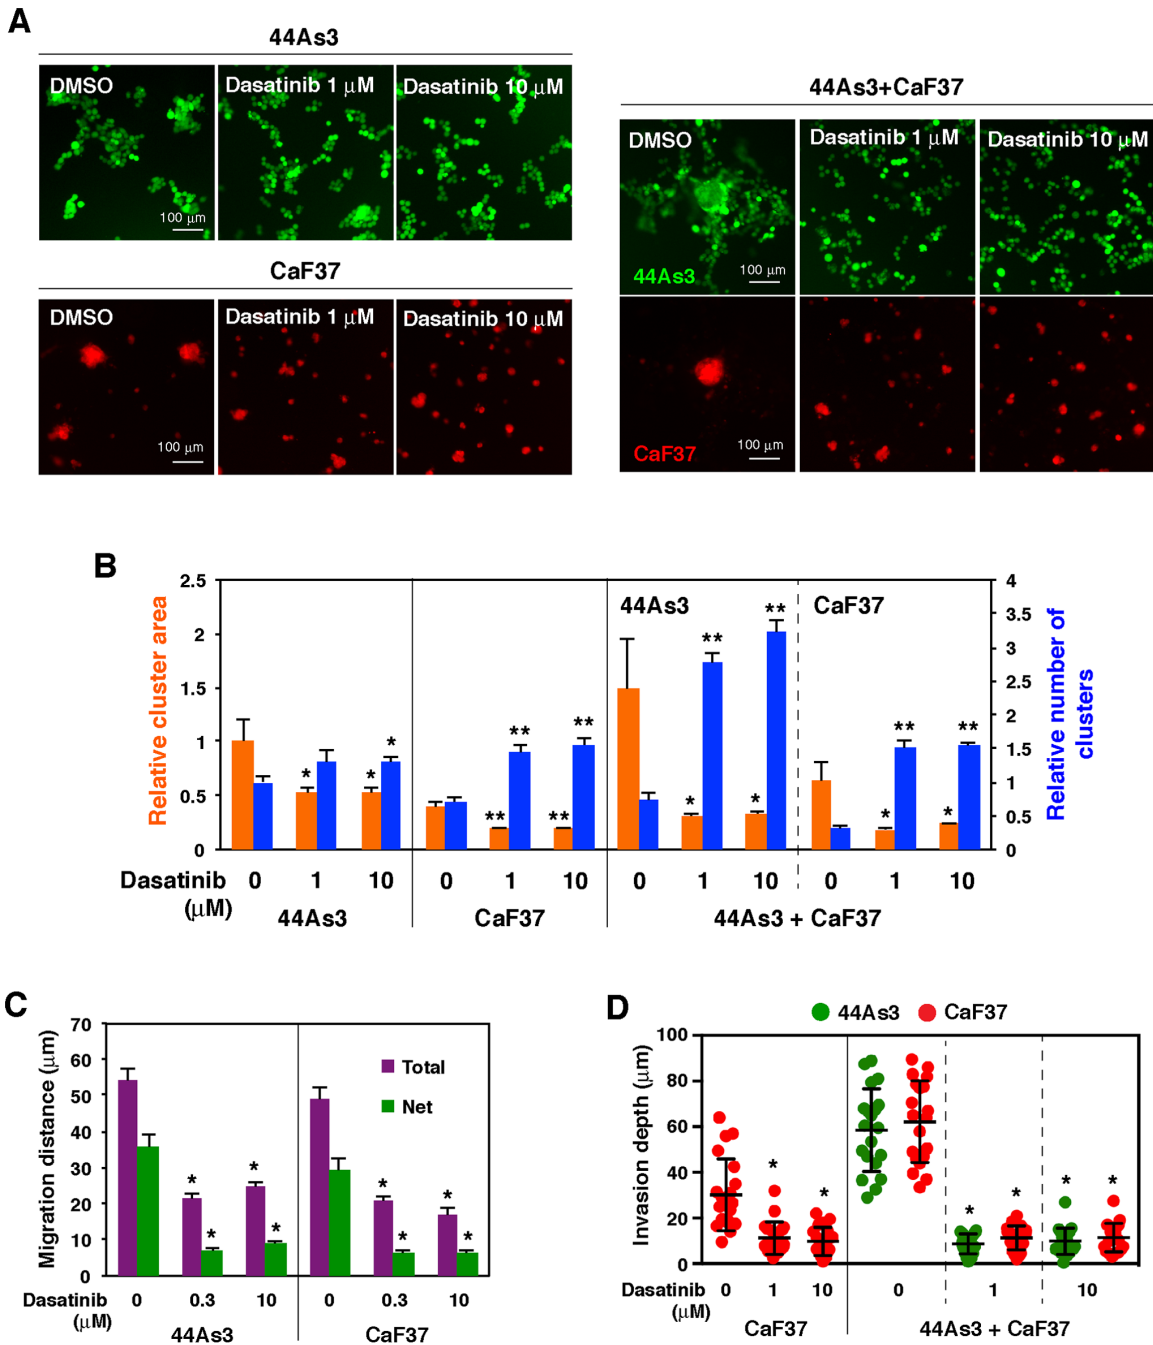 A
44As3
DMSO
Dasatinib 1 μM
Dasatinib 10 μM
100 μm
CaF37
DMSO
Dasatinib 1 μM
Dasatinib 10 μM
100 μm
44As3+CaF37
DMSO
Dasatinib 1 μM
Dasatinib 10 μM
44As3
100 μm
CaF37
100 μm
B
Relative cluster area
2.5
2
1.5
1
0.5
0
44As3
CaF37
* * * ** ** ** ** * ** * ** * ** * **
4
3.5
3
2.5
2
1.5
1
0.5
0
Relative number of
clusters
Dasatinib
(μM)
0 1 10 0 1 10 0 1 10 0 1 10
44As3 CaF37 44As3 + CaF37
C
Migration distance (μm)
70
60
50
40
30
20
10
0
Total
Net
* * * * * * * *
Dasatinib
(μM)
0 0.3 10 0 0.3 10
44As3 CaF37
D
44As3 CaF37
Invasion depth (μm)
100
80
60
40
20
0
* * * * * *
Dasatinib
(μM)
0 1 10 0 1 10
CaF37 44As3 + CaF37